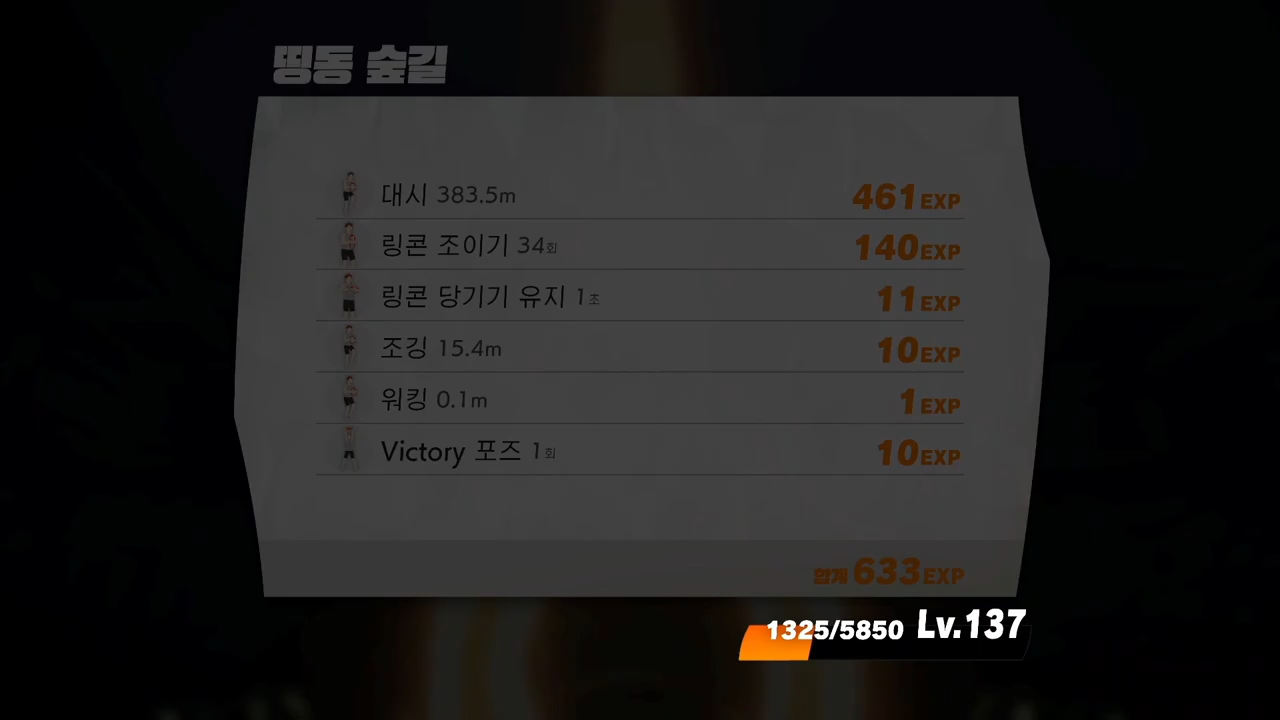 띵동 숲길
대시 383.5m 461EXP
링콘 조이기 34회 140EXP
링콘 당기기 유지 1초 11EXP
조깅 15.4m 10EXP
워킹 0.1m 1EXP
Victory 포즈 1회 10EXP
합계 633EXP
1325/5850 Lv.137